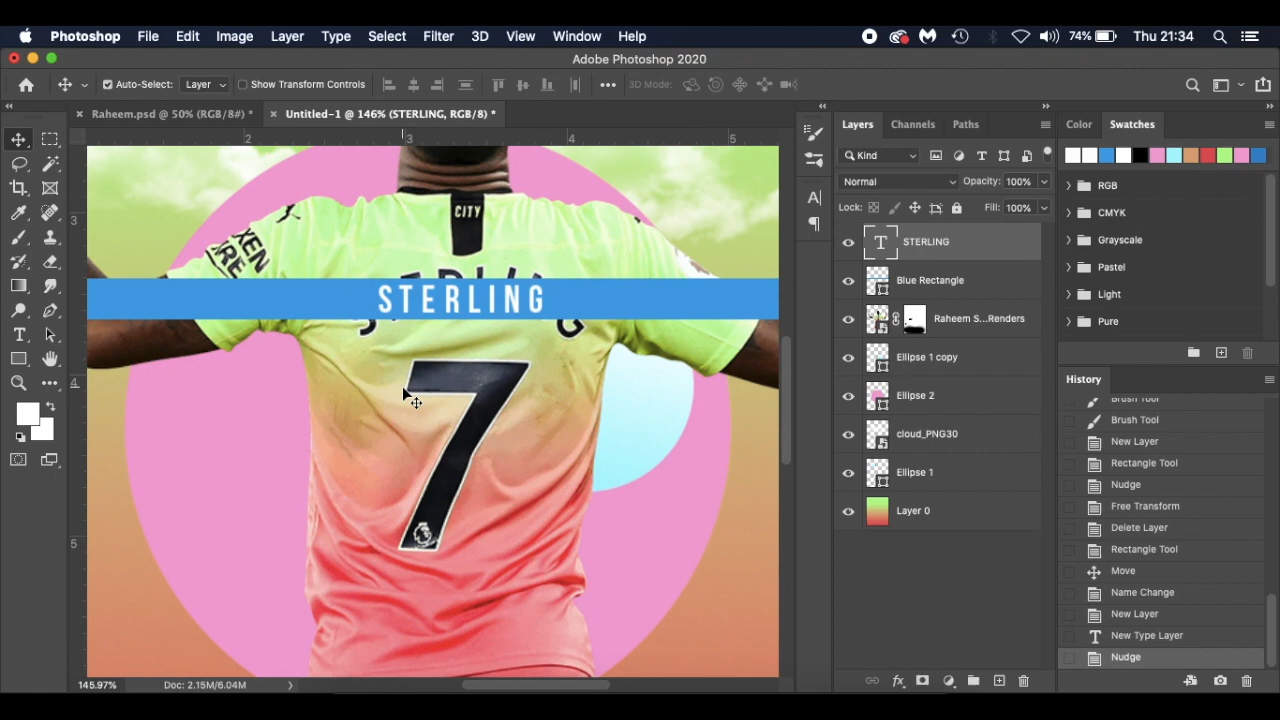 Photoshop File Edit Image Layer Type Select Filter 3D View Window Help 74% Thu 21:34
Adobe Photoshop 2020
Auto-Select: Layer Show Transform Controls 3D Mode:
Raheem.psd @ 50% (RGB/8#) * Untitled-1 @ 146% (STERLING, RGB/8) *
2 3 4 5
3
4
5
CITY
STERLING
7
145.97% Doc: 2.15M/6.04M
Layers Channels Paths
Kind
Normal Opacity: 100%
Lock: Fill: 100%
STERLING
Blue Rectangle
Raheem S...Renders
Ellipse 1 copy
Ellipse 2
cloud_PNG30
Ellipse 1
Layer 0
Color Swatches
RGB
CMYK
Grayscale
Pastel
Light
Pure
History
Brush Tool
Brush Tool
New Layer
Rectangle Tool
Nudge
Free Transform
Delete Layer
Rectangle Tool
Move
Name Change
New Layer
New Type Layer
Nudge